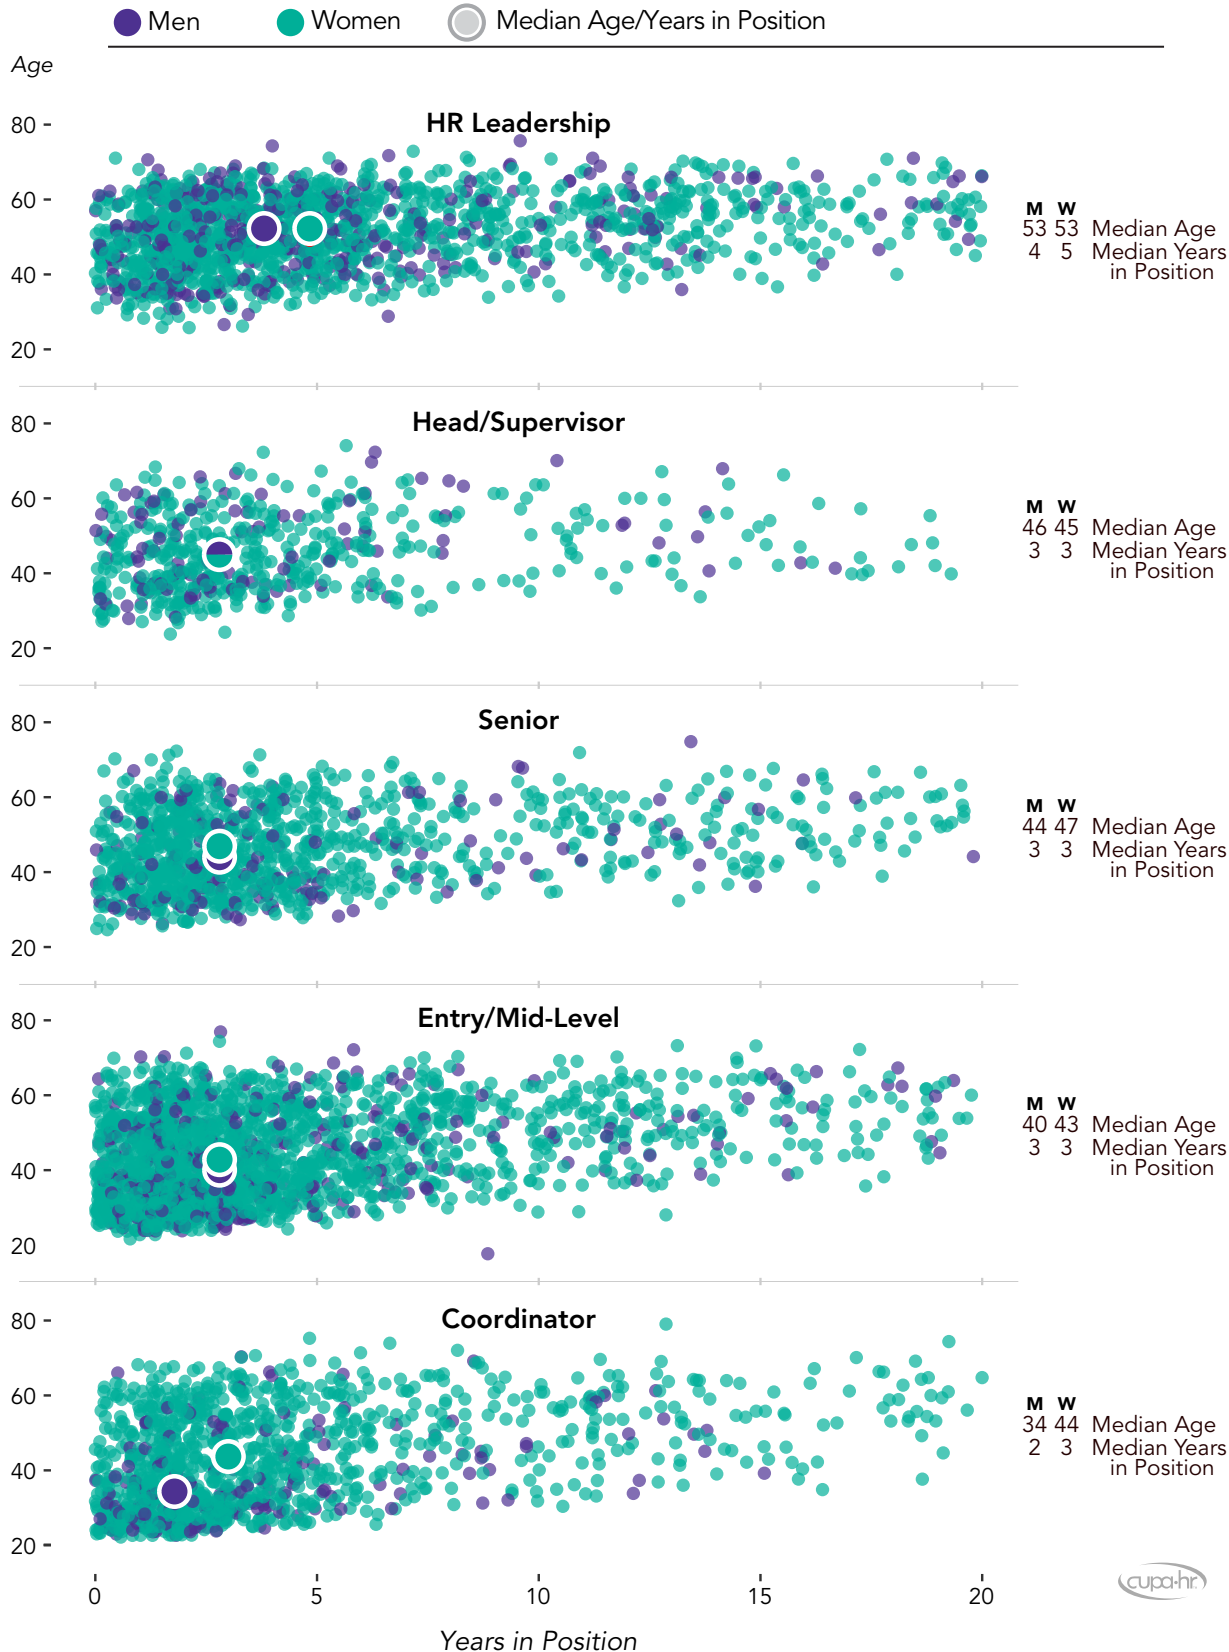 Men Women Median Age/Years in Position
Age
HR Leadership
80
60
40
20
M W
53 53 Median Age
4 5 Median Years
in Position
Head/Supervisor
80
60
40
20
M W
46 45 Median Age
3 3 Median Years
in Position
Senior
80
60
40
20
M W
44 47 Median Age
3 3 Median Years
in Position
Entry/Mid-Level
80
60
40
20
M W
40 43 Median Age
3 3 Median Years
in Position
Coordinator
80
60
40
20
M W
34 44 Median Age
2 3 Median Years
in Position
0 5 10 15 20
Years in Position
cupa-hr